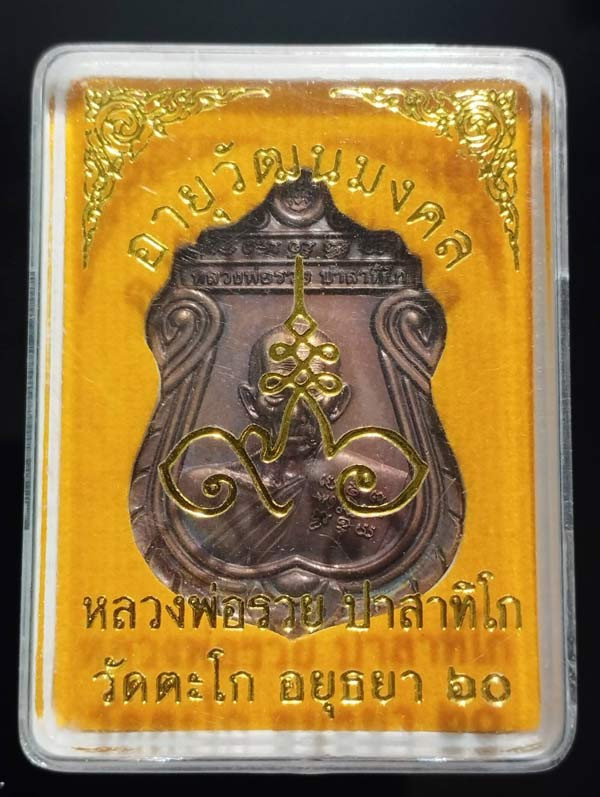 อายุวัฒนมงคล
หลวงพ่อรวย ปาสาทิโก
หลวงพ่อรวย ปาสาทิโก
วัดตะโก อยุธยา ๖๐